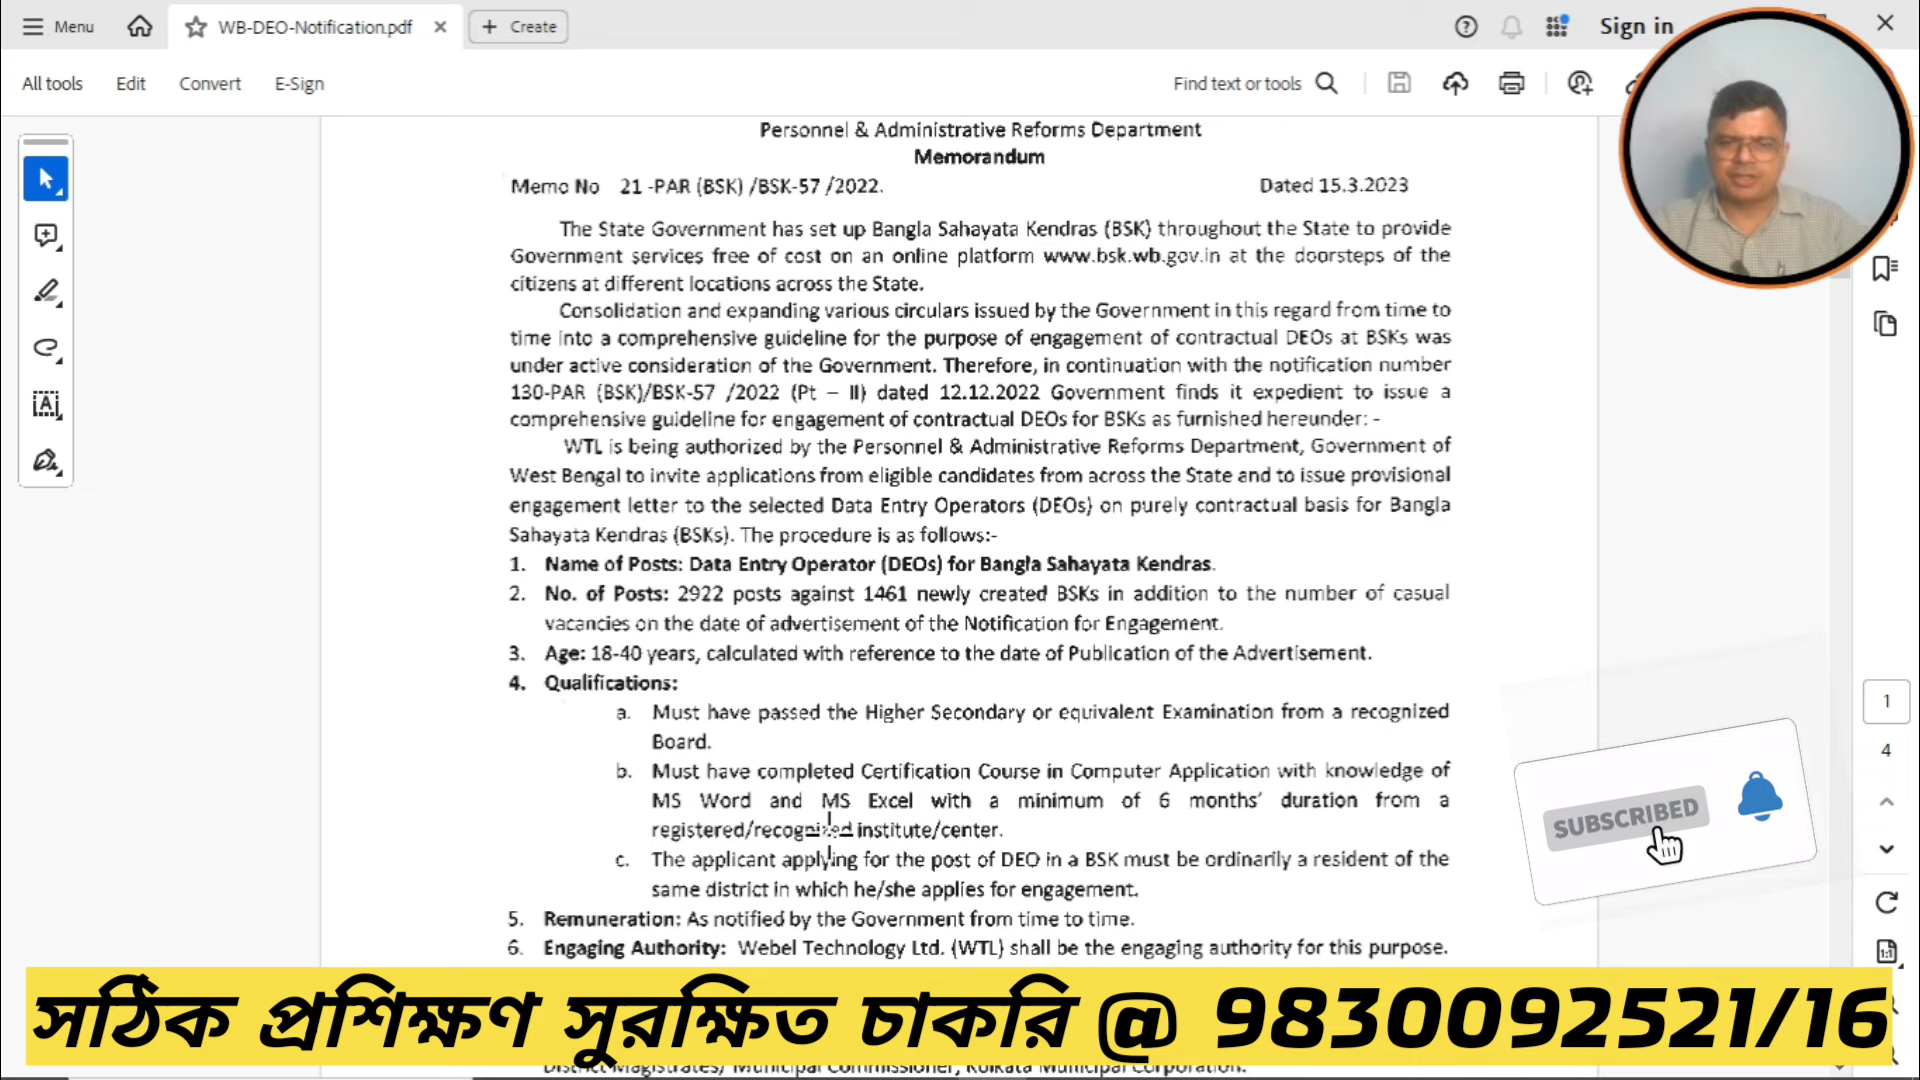 Menu
WB-DEO-Notification.pdf
Create
Sign in
All tools
Edit
Convert
E-Sign
Find text or tools
Personnel & Administrative Reforms Department
Memorandum
Memo No 21 -PAR (BSK) /BSK-57 /2022.
Dated 15.3.2023
The State Government has set up Bangla Sahayata Kendras (BSK) throughout the State to provide
Government services free of cost on an online platform www.bsk.wb.gov.in at the doorsteps of the
citizens at different locations across the State.
Consolidation and expanding various circulars issued by the Government in this regard from time to
time into a comprehensive guideline for the purpose of engagement of contractual DEOs at BSKs was
under active consideration of the Government. Therefore, in continuation with the notification number
130-PAR (BSK)/BSK-57 /2022 (Pt – II) dated 12.12.2022 Government finds it expedient to issue a
comprehensive guideline for engagement of contractual DEOs for BSKs as furnished hereunder: -
WTL is being authorized by the Personnel & Administrative Reforms Department, Government of
West Bengal to invite applications from eligible candidates from across the State and to issue provisional
engagement letter to the selected Data Entry Operators (DEOs) on purely contractual basis for Bangla
Sahayata Kendras (BSKs). The procedure is as follows:-
1. Name of Posts: Data Entry Operator (DEOs) for Bangla Sahayata Kendras.
2. No. of Posts: 2922 posts against 1461 newly created BSKs in addition to the number of casual
vacancies on the date of advertisement of the Notification for Engagement.
3. Age: 18-40 years, calculated with reference to the date of Publication of the Advertisement.
4. Qualifications:
a. Must have passed the Higher Secondary or equivalent Examination from a recognized
Board.
b. Must have completed Certification Course in Computer Application with knowledge of
MS Word and MS Excel with a minimum of 6 months' duration from a
registered/recognized institute/center.
c. The applicant applying for the post of DEO in a BSK must be ordinarily a resident of the
same district in which he/she applies for engagement.
5. Remuneration: As notified by the Government from time to time.
6. Engaging Authority: Webel Technology Ltd. (WTL) shall be the engaging authority for this purpose.
1
4
SUBSCRIBED
সঠিক প্রশিক্ষণ সুরক্ষিত চাকরি @ 9830092521/16
District Magistrates/ Municipal Commissioner, Kolkata Municipal Corporation.